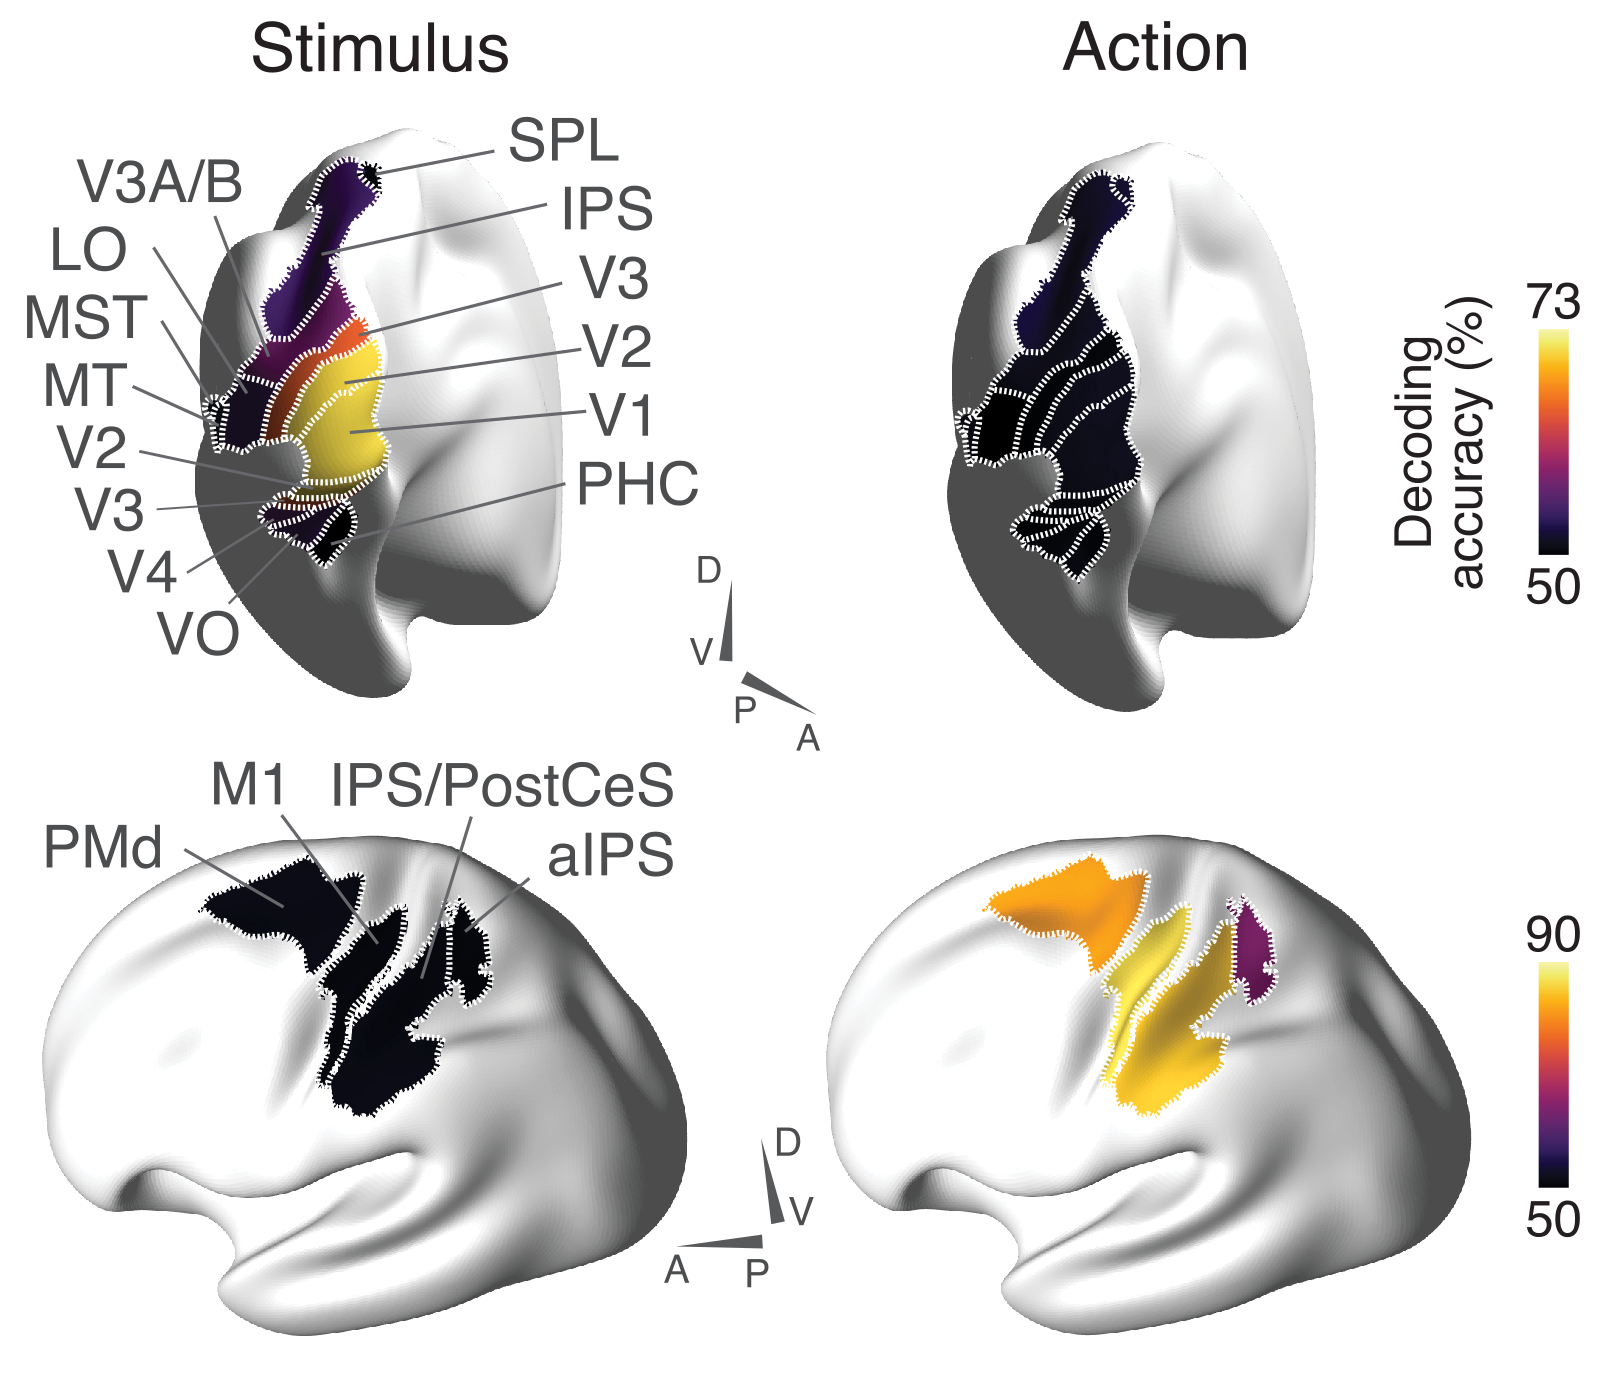 Stimulus
Action
SPL
V3A/B
IPS
LO
V3
MST
V2
MT
V1
V2
PHC
V3
V4
VO
D
V
P
A
73
Decoding
accuracy (%)
50
M1
IPS/PostCeS
PMd
aIPS
D
V
A
P
90
50